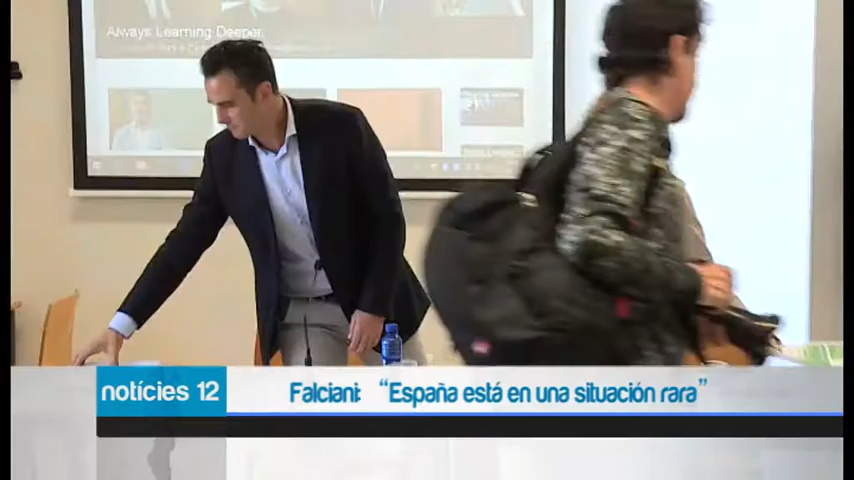 Always Learning Deeper.
notícies 12
Falciani: “España está en una situación rara”